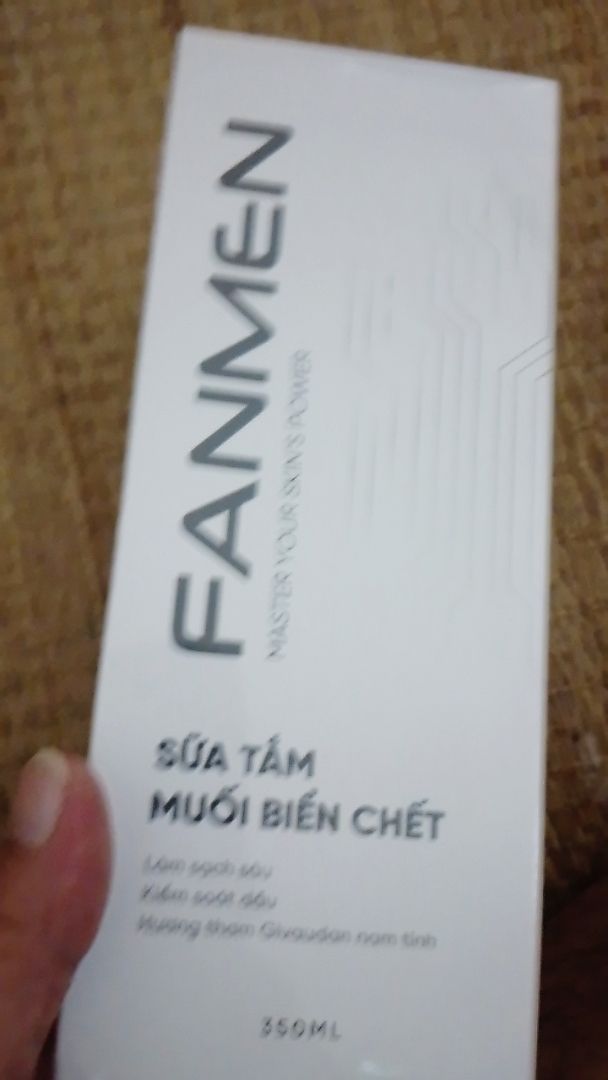 FANMEN
MASTER YOUR SKIN'S POWER
SỮA TẮM
MUỐI BIỂN CHẾT
Làm sạch sâu
Kiểm soát dầu
Hương thơm Givaudan nam tính
350ML